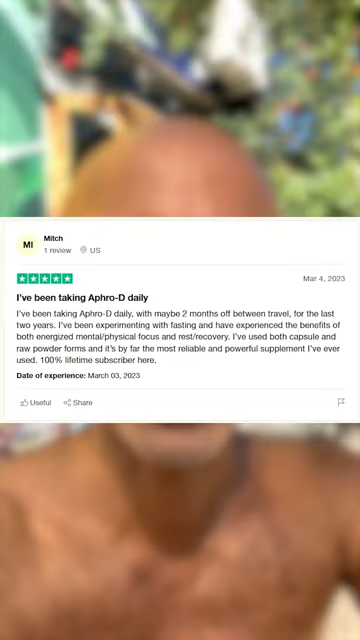 MI
Mitch
1 review US
Mar 4, 2023
I've been taking Aphro-D daily
I've been taking Aphro-D daily, with maybe 2 months off between travel, for the last
two years. I've been experimenting with fasting and have experienced the benefits of
both energized mental/physical focus and rest/recovery. I've used both capsule and
raw powder forms and it's by far the most reliable and powerful supplement I've ever
used. 100% lifetime subscriber here.
Date of experience: March 03, 2023
Useful Share